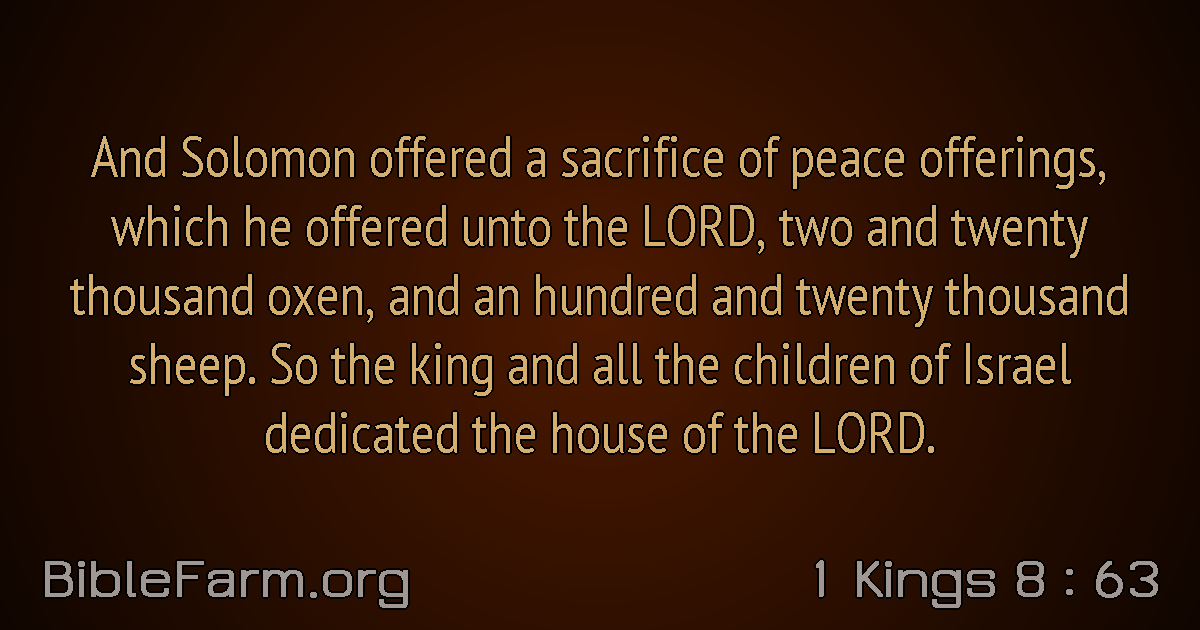 And Solomon offered a sacrifice of peace offerings,
which he offered unto the LORD, two and twenty
thousand oxen, and an hundred and twenty thousand
sheep. So the king and all the children of Israel
dedicated the house of the LORD.
BibleFarm.org
1 Kings 8 : 63